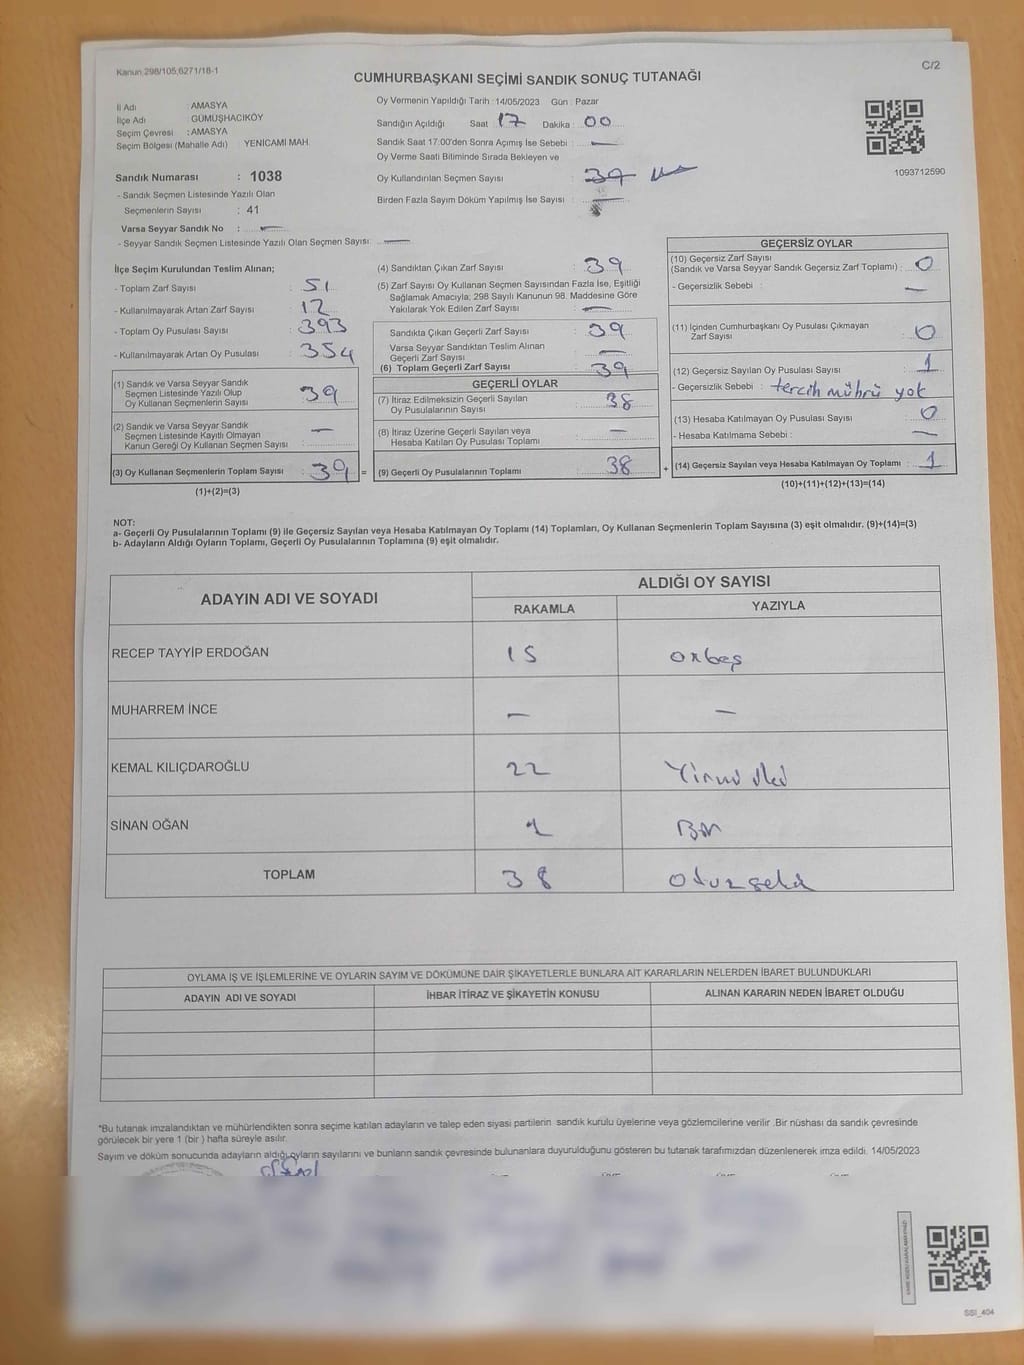 Kanun:298/105,6271/18-1
C/2
CUMHURBAŞKANI SEÇİMİ SANDIK SONUÇ TUTANAĞI
İl Adı : AMASYA
İlçe Adı : GÜMÜŞHACIKÖY
Seçim Çevresi : AMASYA
Seçim Bölgesi (Mahalle Adı) YENİCAMİ MAH.
Sandık Numarası : 1038
- Sandık Seçmen Listesinde Yazılı Olan
Seçmenlerin Sayısı : 41
Varsa Seyyar Sandık No : —
- Seyyar Sandık Seçmen Listesinde Yazılı Olan Seçmen Sayısı: —
Oy Vermenin Yapıldığı Tarih :14/05/2023 Gün : Pazar
Sandığın Açıldığı Saat : 17 Dakika : 00
Sandık Saat 17:00'den Sonra Açımış İse Sebebi : —
Oy Verme Saati Bitiminde Sırada Bekleyen ve
Oy Kullandırılan Seçmen Sayısı :
Birden Fazla Sayım Döküm Yapılmış İse Sayısı :
1093712590
İlçe Seçim Kurulundan Teslim Alınan;
- Toplam Zarf Sayısı : 51
- Kullanılmayarak Artan Zarf Sayısı : 12
- Toplam Oy Pusulası Sayısı : 393
- Kullanılmayarak Artan Oy Pusulası : 354
(1) Sandık ve Varsa Seyyar Sandık
Seçmen Listesinde Yazılı Olup
Oy Kullanan Seçmenlerin Sayısı : 39
(2) Sandık ve Varsa Seyyar Sandık
Seçmen Listesinde Kayıtlı Olmayan
Kanun Gereği Oy Kullanan Seçmen Sayısı : —
(3) Oy Kullanan Seçmenlerin Toplam Sayısı : 39 =
(1)+(2)=(3)
(4) Sandıktan Çıkan Zarf Sayısı : 39
(5) Zarf Sayısı Oy Kullanan Seçmen Sayısından Fazla İse, Eşitliği
Sağlamak Amacıyla; 298 Sayılı Kanunun 98. Maddesine Göre
Yakılarak Yok Edilen Zarf Sayısı : —
Sandıkta Çıkan Geçerli Zarf Sayısı : 39
Varsa Seyyar Sandıktan Teslim Alınan
Geçerli Zarf Sayısı : —
(6) Toplam Geçerli Zarf Sayısı : 39
GEÇERLİ OYLAR
(7) İtiraz Edilmeksizin Geçerli Sayılan
Oy Pusulalarının Sayısı : 38
(8) İtiraz Üzerine Geçerli Sayılan veya
Hesaba Katılan Oy Pusulası Toplamı : —
(9) Geçerli Oy Pusulalarının Toplamı : 38 +
GEÇERSİZ OYLAR
(10) Geçersiz Zarf Sayısı
(Sandık ve Varsa Seyyar Sandık Geçersiz Zarf Toplamı) : 0
- Geçersizlik Sebebi : —
(11) İçinden Cumhurbaşkanı Oy Pusulası Çıkmayan
Zarf Sayısı : 0
(12) Geçersiz Sayılan Oy Pusulası Sayısı : 1
- Geçersizlik Sebebi : tercih mührü yok
(13) Hesaba Katılmayan Oy Pusulası Sayısı : 0
- Hesaba Katılmama Sebebi : —
(14) Geçersiz Sayılan veya Hesaba Katılmayan Oy Toplamı : 1
(10)+(11)+(12)+(13)=(14)
NOT:
a- Geçerli Oy Pusulalarının Toplamı (9) ile Geçersiz Sayılan veya Hesaba Katılmayan Oy Toplamı (14) Toplamları, Oy Kullanan Seçmenlerin Toplam Sayısına (3) eşit olmalıdır. (9)+(14)=(3)
b- Adayların Aldığı Oyların Toplamı, Geçerli Oy Pusulalarının Toplamına (9) eşit olmalıdır.
ADAYIN ADI VE SOYADI ALDIĞI OY SAYISI
RAKAMLA YAZIYLA
RECEP TAYYİP ERDOĞAN 15 onbeş
MUHARREM İNCE — —
KEMAL KILIÇDAROĞLU 22 Yirmi iki
SİNAN OĞAN 1 Bir
TOPLAM 38 otuzsekiz
OYLAMA İŞ VE İŞLEMLERİNE VE OYLARIN SAYIM VE DÖKÜMÜNE DAİR ŞİKAYETLERLE BUNLARA AİT KARARLARIN NELERDEN İBARET BULUNDUKLARI
ADAYIN ADI VE SOYADI İHBAR İTİRAZ VE ŞİKAYETİN KONUSU ALINAN KARARIN NEDEN İBARET OLDUĞU
*Bu tutanak imzalandıktan ve mühürlendikten sonra seçime katılan adayların ve talep eden siyasi partilerin sandık kurulu üyelerine veya gözlemcilerine verilir .Bir nüshası da sandık çevresinde
görülecek bir yere 1 (bir ) hafta süreyle asılır.
Sayım ve döküm sonucunda adayların aldığı oyların sayılarını ve bunların sandık çevresinde bulunanlara duyurulduğunu gösteren bu tutanak tarafımızdan düzenlenerek imza edildi. 14/05/2023
SSİ_404